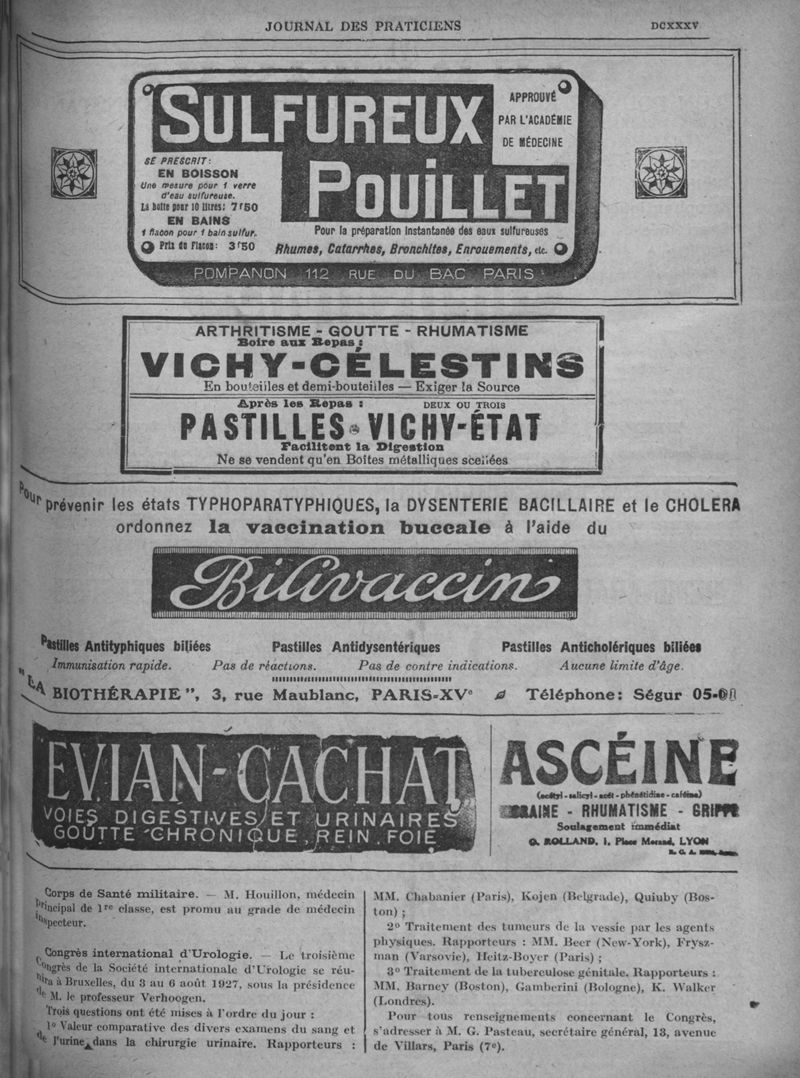 JOURNAL DES PRATICIENS
DCXXXV
SULFUREUX
POUILLET
APPROUVÉ
PAR L'ACADÉMIE
DE MÉDECINE
SE PRESCRIT:
EN BOISSON
Une mesure pour 1 verre
d'eau sulfureuse.
La boîte pour 10 litres: 7f50
EN BAINS
1 flacon pour 1 bain sulfur.
Prix du Flacon: 3f50
Pour la préparation instantanée des eaux sulfureuses
Rhumes, Catarrhes, Bronchites, Enrouements, etc.
POMPANON 112 RUE DU BAC PARIS
ARTHRITISME - GOUTTE - RHUMATISME
Boire aux Repas :
VICHY-CÉLESTINS
En bouteilles et demi-bouteilles — Exiger la Source
Après les Repas : DEUX OU TROIS
PASTILLES VICHY-ÉTAT
Facilitent la Digestion
Ne se vendent qu'en Boîtes métalliques scellées
Pour prévenir les états TYPHOPARATYPHIQUES, la DYSENTERIE BACILLAIRE et le CHOLERA
ordonnez la vaccination buccale à l'aide du
Bilivaccin
Pastilles Antityphiques biliées Pastilles Antidysentériques Pastilles Anticholériques biliées
Immunisation rapide. Pas de réactions. Pas de contre indications. Aucune limite d'âge.
"LA BIOTHÉRAPIE", 3, rue Maublanc, PARIS-XVe Téléphone: Ségur 05-
EVIAN-CACHAT
VOIES DIGESTIVES ET URINAIRES
GOUTTE CHRONIQUE, REIN, FOIE
ASCÉINE
(acétyl - salicyl - acét - phénétidine - caféine)
- RHUMATISME - GRIPPE
Soulagement immédiat
O. ROLLAND, 1, Place Morand, LYON
R. C. A.
Corps de Santé militaire. — M. Houillon, médecin
principal de 1re classe, est promu au grade de médecin
inspecteur.
Congrès international d'Urologie. — Le troisième
Congrès de la Société internationale d'Urologie se réu-
nira à Bruxelles, du 3 au 6 août 1927, sous la présidence
de M. le professeur Verhoogen.
Trois questions ont été mises à l'ordre du jour :
1o Valeur comparative des divers examens du sang et
de l'urine dans la chirurgie urinaire. Rapporteurs :
MM. Chabanier (Paris), Kojen (Belgrade), Quiuby (Bos-
ton) ;
2o Traitement des tumeurs de la vessie par les agents
physiques. Rapporteurs : MM. Beer (New-York), Frysz-
man (Varsovie), Heitz-Boyer (Paris) ;
3o Traitement de la tuberculose génitale. Rapporteurs :
MM. Barney (Boston), Gamberini (Bologne), K. Walker
(Londres).
Pour tous renseignements concernant le Congrès,
s'adresser à M. G. Pasteau, secrétaire général, 13, avenue
de Villars, Paris (7e).